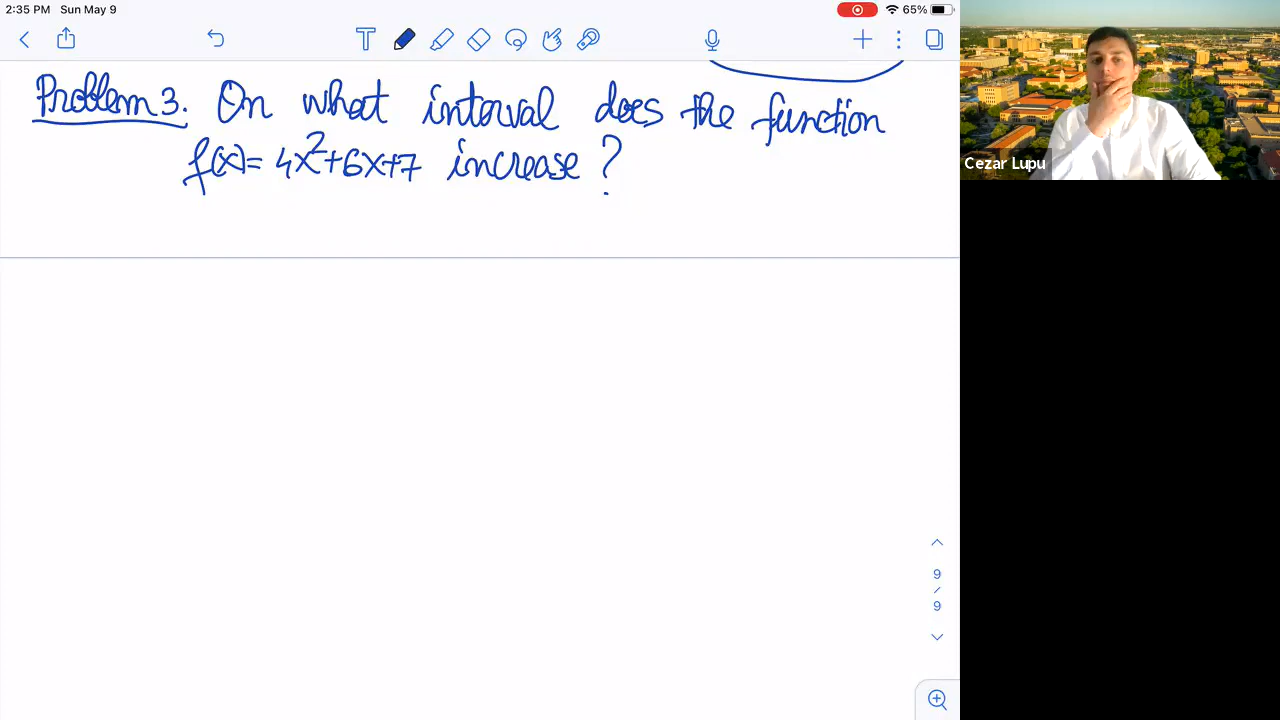 2:35 PM Sun May 9
65%
T
Problem 3. On what interval does the function
f(x)= 4x²+6x+7 increase ?
Cezar Lupu
9
/
9